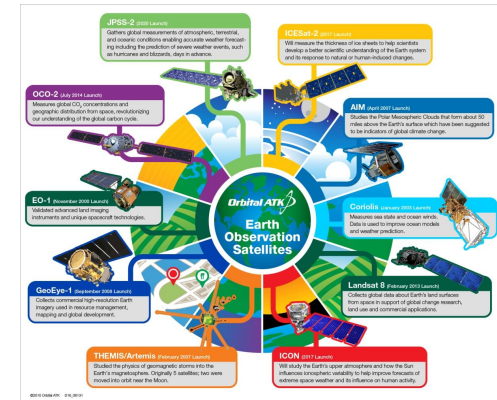 JPSS-2 (2020 Launch)
Gathers global measurements of atmospheric, terrestrial,
and oceanic conditions enabling accurate weather forecast-
ing including the prediction of severe weather events, such
as hurricanes and blizzards, days in advance.
ICESat-2 (2017 Launch)
Will measure the thickness of ice sheets to help scientists
develop a better scientific understanding of the Earth system
and its response to natural or human-induced changes.
OCO-2 (July 2014 Launch)
Measures global CO₂ concentrations and
geographic distribution from space, revolutionizing
our understanding of the global carbon cycle.
AIM (April 2007 Launch)
Studies the Polar Mesospheric Clouds that form about 50
miles above the Earth's surface which have been suggested
to be indicators of global climate change.
EO-1 (November 2000 Launch)
Validated advanced land imaging
instruments and unique spacecraft technologies.
Orbital ATK
Earth
Observation
Satellites
Coriolis (January 2003 Launch)
Measures sea state and ocean winds.
Data is used to improve ocean models
and weather prediction.
GeoEye-1 (September 2008 Launch)
Collects commercial high-resolution Earth
imagery used in resource management,
mapping and global development.
Landsat 8 (February 2013 Launch)
Collects global data about Earth's land surfaces
from space in support of global change research,
land use and commercial applications.
THEMIS/Artemis (February 2007 Launch)
Studied the physics of geomagnetic storms into the
Earth's magnetosphere. Originally 5 satellites; two were
moved into orbit near the Moon.
ICON (2017 Launch)
Will study the Earth's upper atmosphere and how the Sun
influences ionospheric variability to help improve forecasts of
extreme space weather and its influence on human activity.
©2015 Orbital ATK